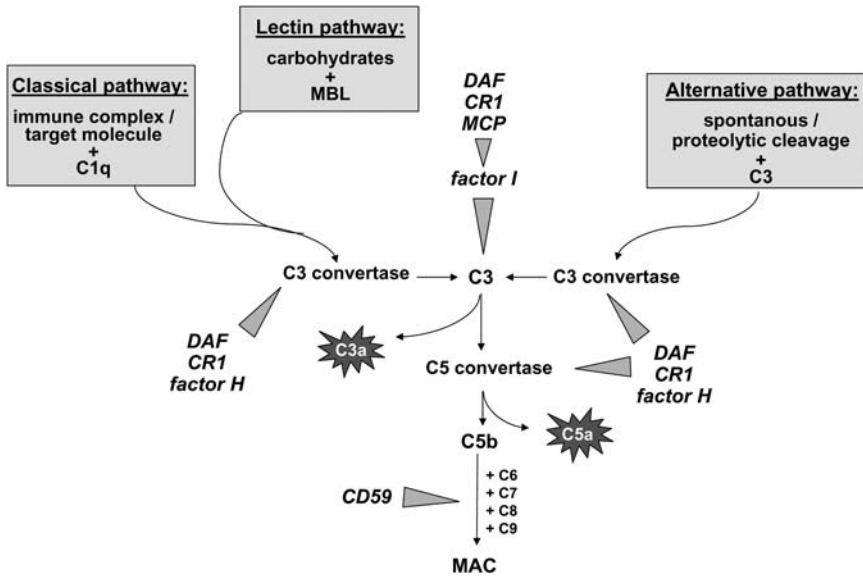 Classical pathway:
immune complex /
target molecule
+
C1q
Lectin pathway:
carbohydrates
+
MBL
DAF
CR1
MCP
factor I
Alternative pathway:
spontanous /
proteolytic cleavage
+
C3
C3 convertase
C3
C3 convertase
DAF
CR1
factor H
C3a
C5 convertase
DAF
CR1
factor H
C5b
C5a
CD59
+ C6
+ C7
+ C8
+ C9
MAC